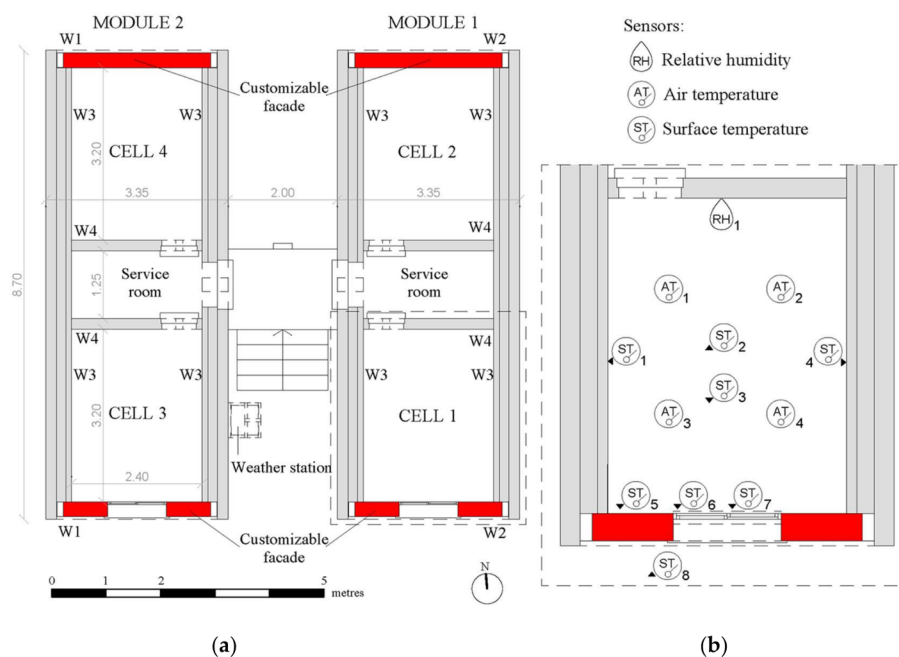 MODULE 2
MODULE 1
W1
W2
Customizable
facade
W3
W3
W3
W3
3.20
CELL 4
CELL 2
3.35
2.00
3.35
W4
W4
8.70
1.25
Service
room
Service
room
W4
W4
W3
W3
W3
W3
3.20
CELL 3
CELL 1
Weather station
2.40
W1
Customizable
facade
W2
0
1
2
5
metres
N
(a)
Sensors:
RH Relative humidity
AT Air temperature
ST Surface temperature
RH 1
AT 1
AT 2
ST 1
ST 2
4 ST
ST 3
AT 3
AT 4
ST 5
ST 6
ST 7
ST 8
(b)